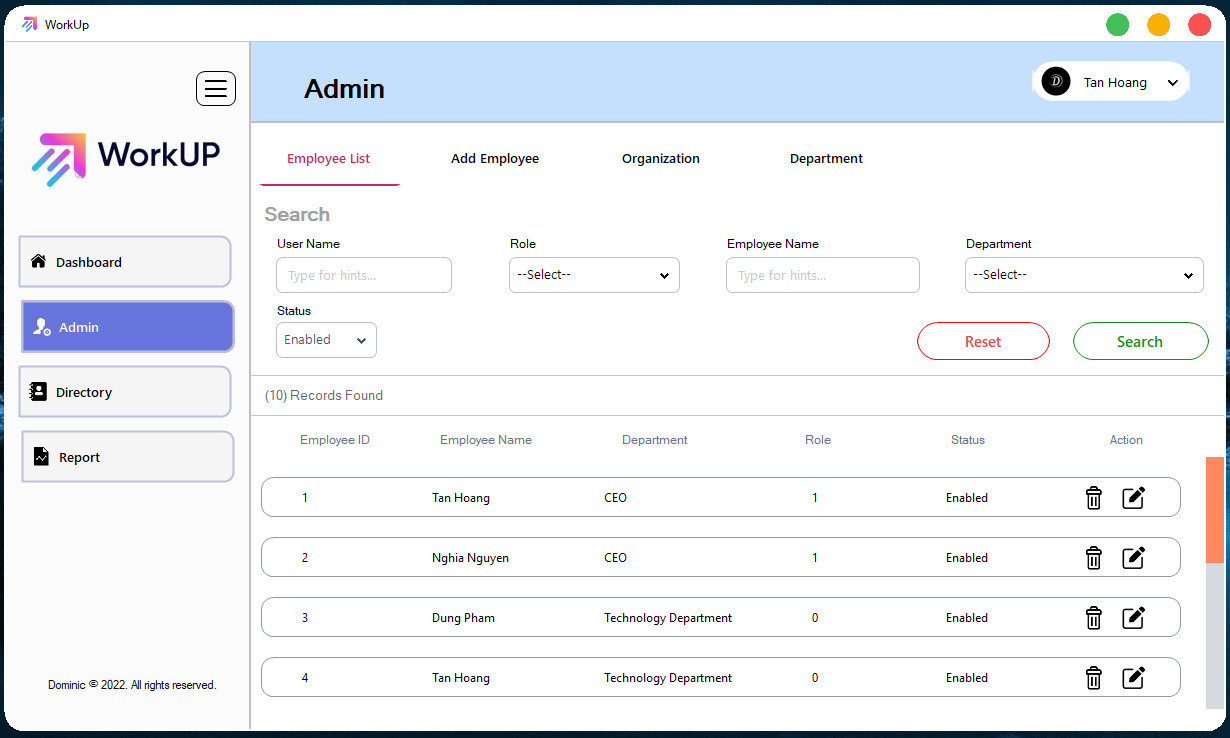 WorkUp
Admin
Tan Hoang
WorkUP
Employee List
Add Employee
Organization
Department
Search
User Name
Role
Employee Name
Department
Type for hints...
--Select--
Type for hints...
--Select--
Status
Enabled
Reset
Search
(10) Records Found
Dashboard
Admin
Directory
Report
Employee ID Employee Name Department Role Status Action
1 Tan Hoang CEO 1 Enabled
2 Nghia Nguyen CEO 1 Enabled
3 Dung Pham Technology Department 0 Enabled
4 Tan Hoang Technology Department 0 Enabled
Dominic © 2022. All rights reserved.